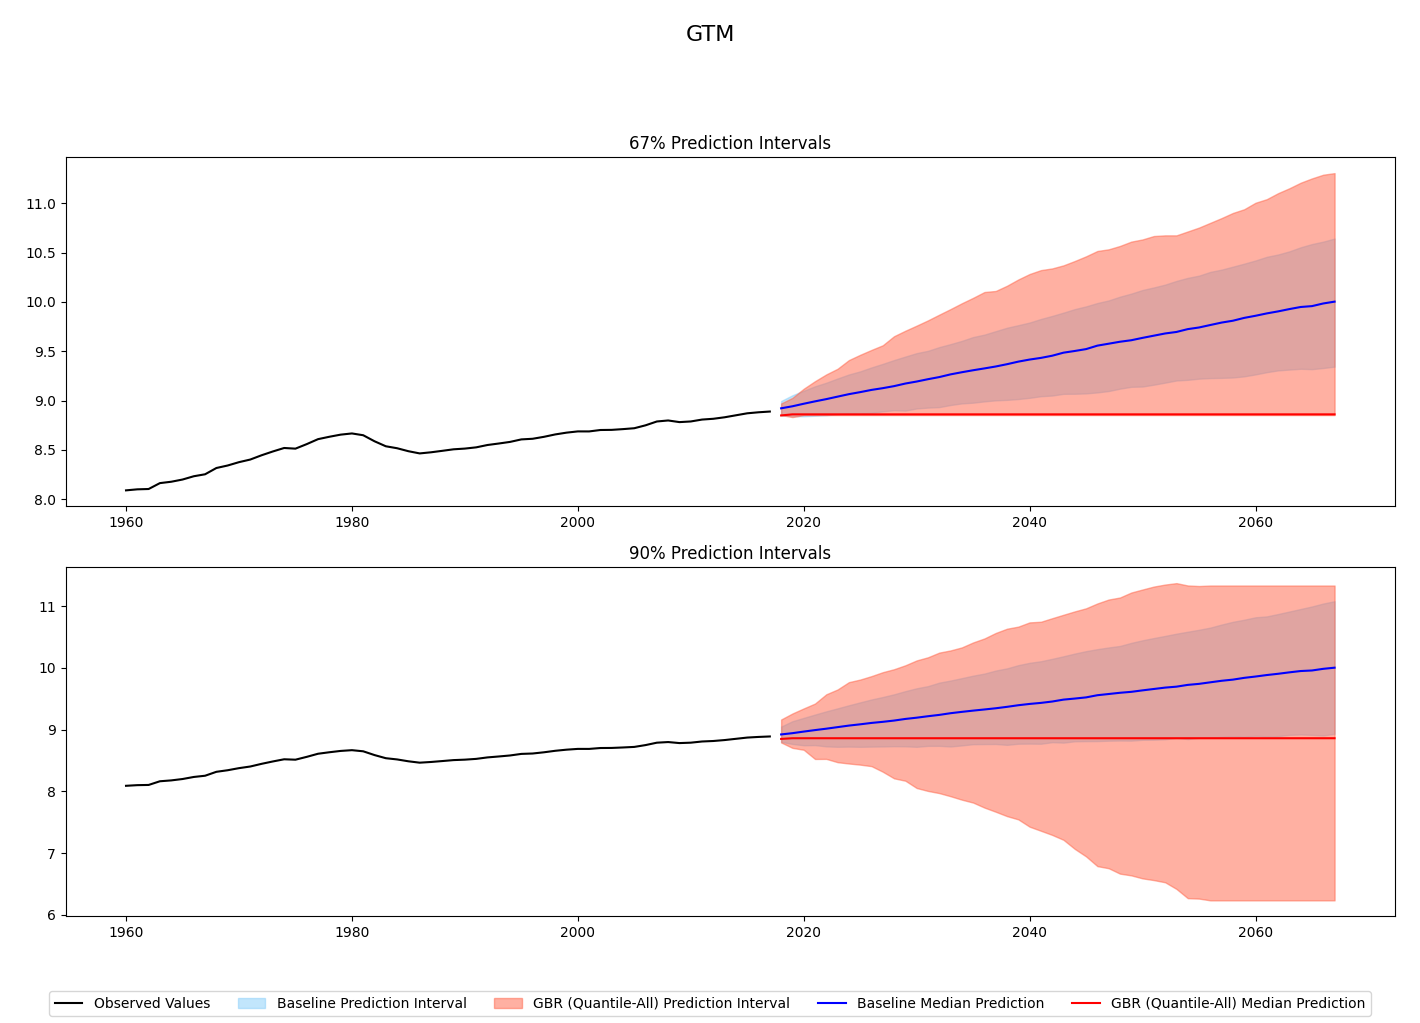 GTM
67% Prediction Intervals
11.0
10.5
10.0
9.5
9.0
8.5
8.0
1960 1980 2000 2020 2040 2060
90% Prediction Intervals
11
10
9
8
7
6
1960 1980 2000 2020 2040 2060
Observed Values Baseline Prediction Interval GBR (Quantile-All) Prediction Interval Baseline Median Prediction GBR (Quantile-All) Median Prediction